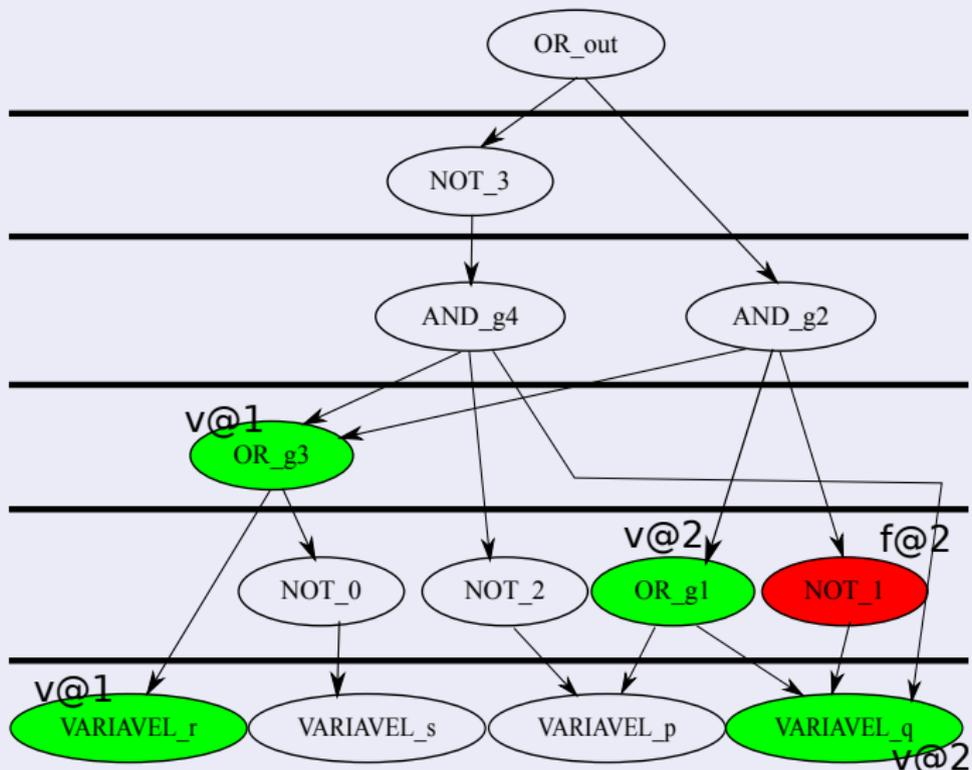 OR_out
NOT_3
AND_g4 AND_g2
v@1
OR_g3
v@2 f@2
NOT_0 NOT_2 OR_g1 NOT_1
v@1
VARIAVEL_r VARIAVEL_s VARIAVEL_p VARIAVEL_q
v@2